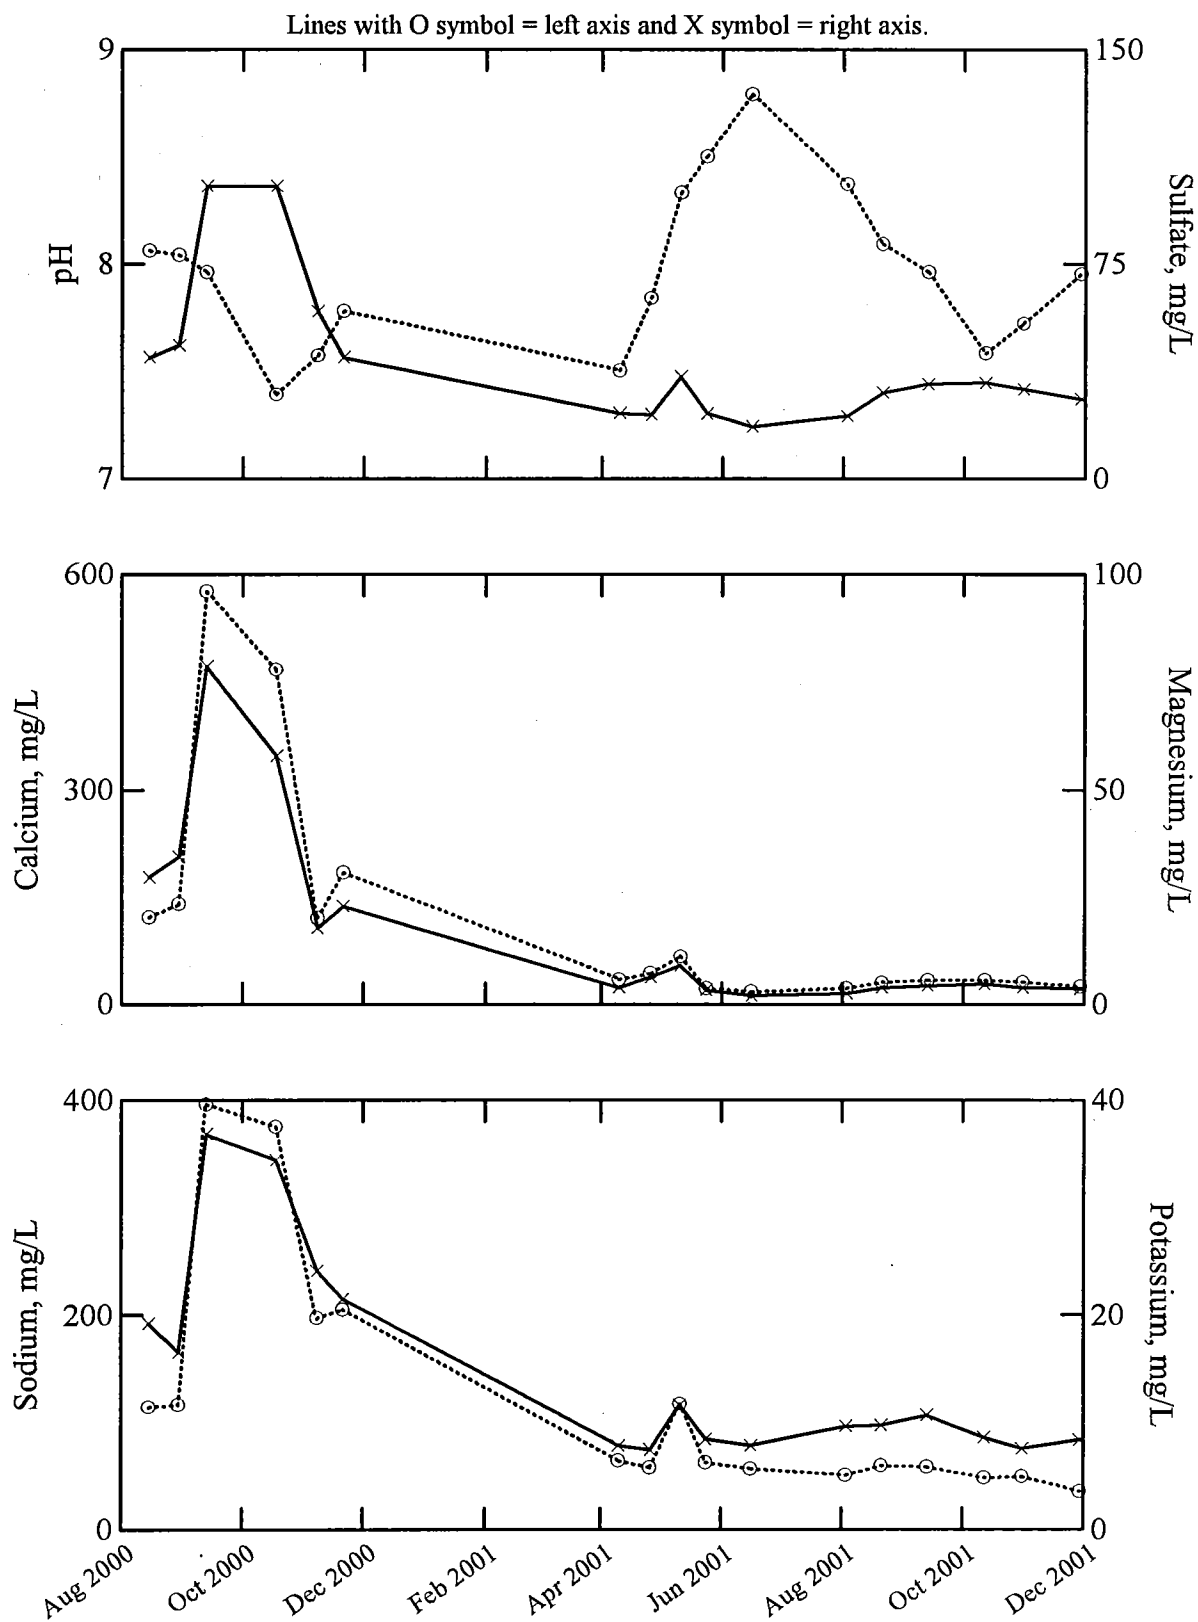 Lines with O symbol = left axis and X symbol = right axis.
9
150
pH
8
75
Sulfate, mg/L
7
0
600
100
Calcium, mg/L
300
50
Magnesium, mg/L
0
0
400
40
Sodium, mg/L
200
20
Potassium, mg/L
0
0
Aug 2000
Oct 2000
Dec 2000
Feb 2001
Apr 2001
Jun 2001
Aug 2001
Oct 2001
Dec 2001